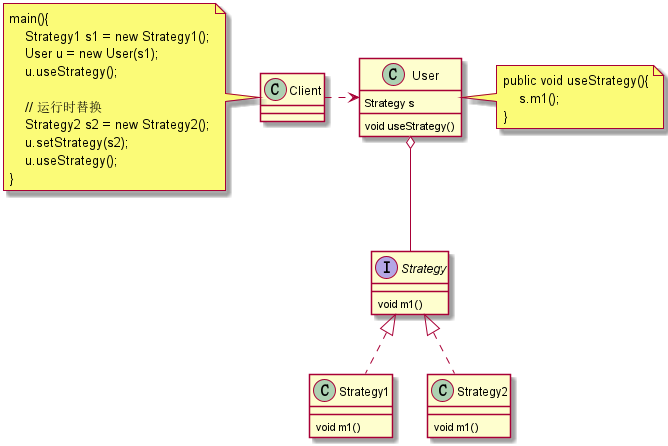 main(){
Strategy1 s1 = new Strategy1();
User u = new User(s1);
u.useStrategy();
// 运行时替换
Strategy2 s2 = new Strategy2();
u.setStrategy(s2);
u.useStrategy();
}
C Client
C User
Strategy s
void useStrategy()
public void useStrategy(){
s.m1();
}
I Strategy
void m1()
C Strategy1
void m1()
C Strategy2
void m1()